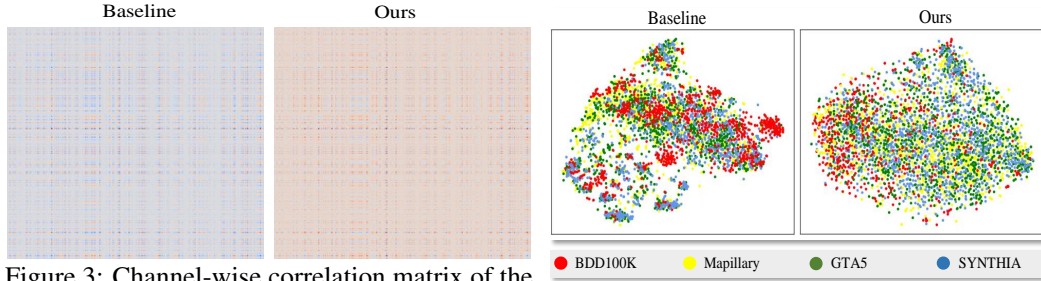 Baseline
Ours
Figure 3: Channel-wise correlation matrix of the
Baseline
Ours
BDD100K
Mapillary
GTA5
SYNTHIA